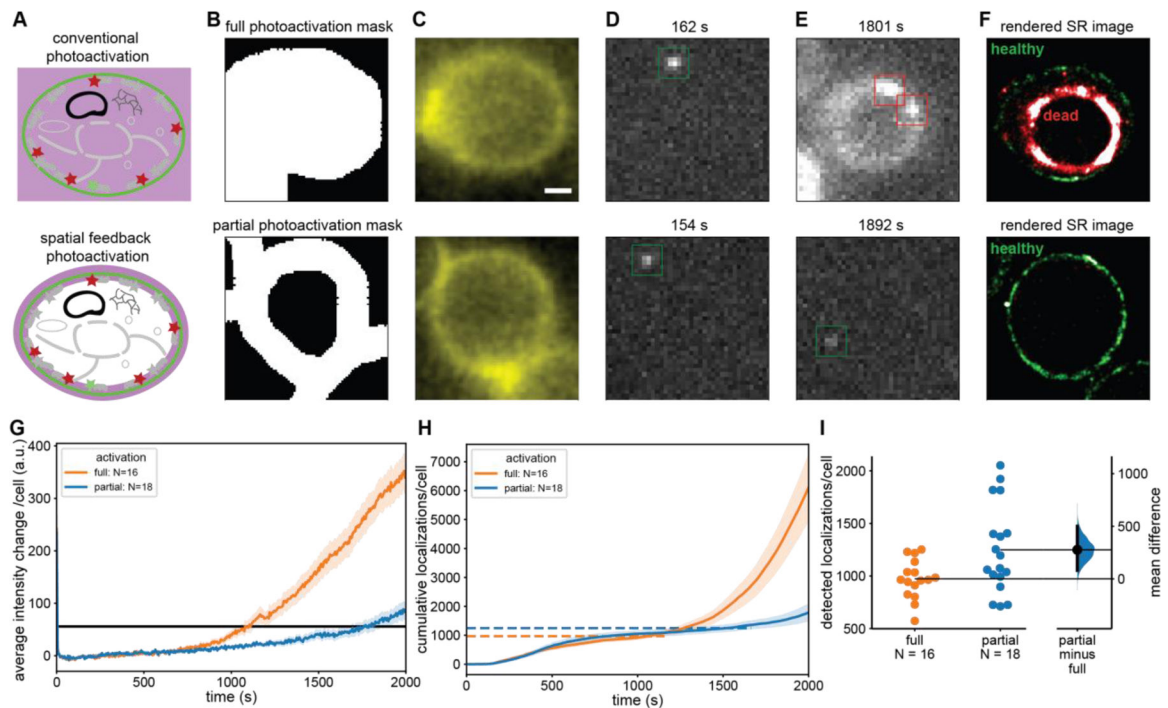 A
B
C
D
E
F
conventional
photoactivation
full photoactivation mask
162 s
1801 s
rendered SR image
healthy
dead
spatial feedback
photoactivation
partial photoactivation mask
154 s
1892 s
rendered SR image
healthy
G
average intensity change /cell (a.u.)
400
300
200
100
0
activation
full: N=16
partial: N=18
0
500
1000
1500
2000
time (s)
H
cumulative localizations/cell
7000
6000
5000
4000
3000
2000
1000
0
activation
full: N=16
partial: N=18
0
500
1000
1500
2000
time (s)
I
detected localizations/cell
2000
1500
1000
500
full
N = 16
partial
N = 18
partial
minus
full
1000
500
0
mean difference